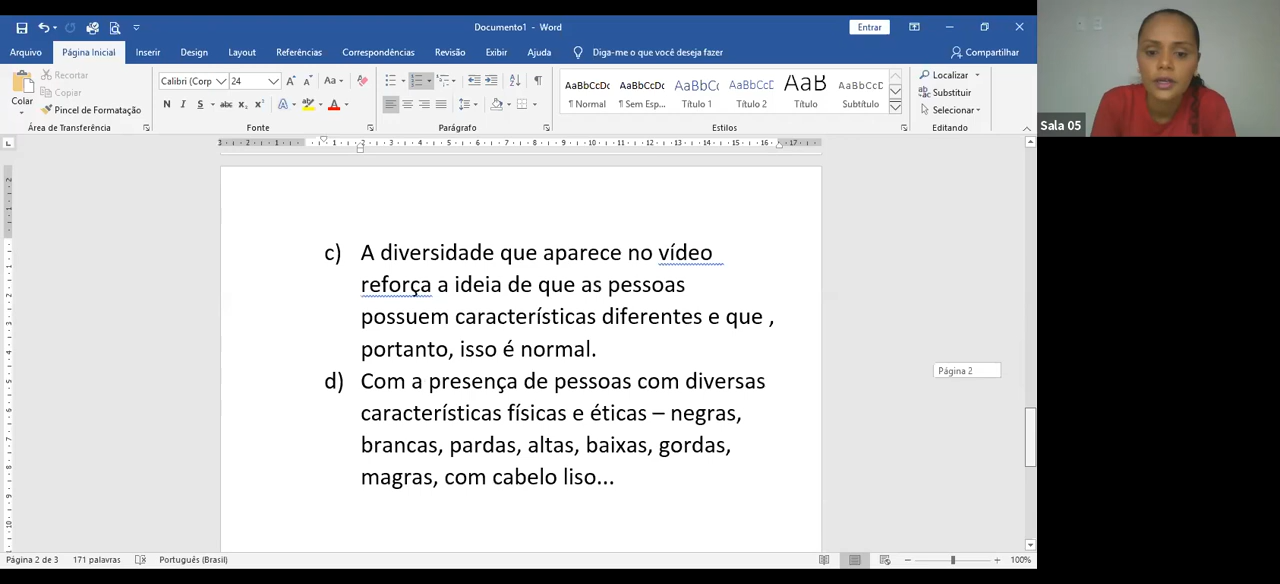 Documento1 - Word
Entrar
Arquivo
Página Inicial
Inserir
Design
Layout
Referências
Correspondências
Revisão
Exibir
Ajuda
Diga-me o que você deseja fazer
Compartilhar
Colar
Recortar
Copiar
Pincel de Formatação
Área de Transferência
Calibri (Corp
24
Fonte
Parágrafo
AaBbCcDc
AaBbCcDc
AaBbC
AaBbCcD
AaB
AaBbCcD
¶ Normal
¶ Sem Esp...
Título 1
Título 2
Título
Subtítulo
Estilos
Localizar
Substituir
Selecionar
Editando
Sala 05
c) A diversidade que aparece no vídeo
reforça a ideia de que as pessoas
possuem características diferentes e que ,
portanto, isso é normal.
d) Com a presença de pessoas com diversas
características físicas e éticas – negras,
brancas, pardas, altas, baixas, gordas,
magras, com cabelo liso...
Página 2
Página 2 de 3
171 palavras
Português (Brasil)
100%